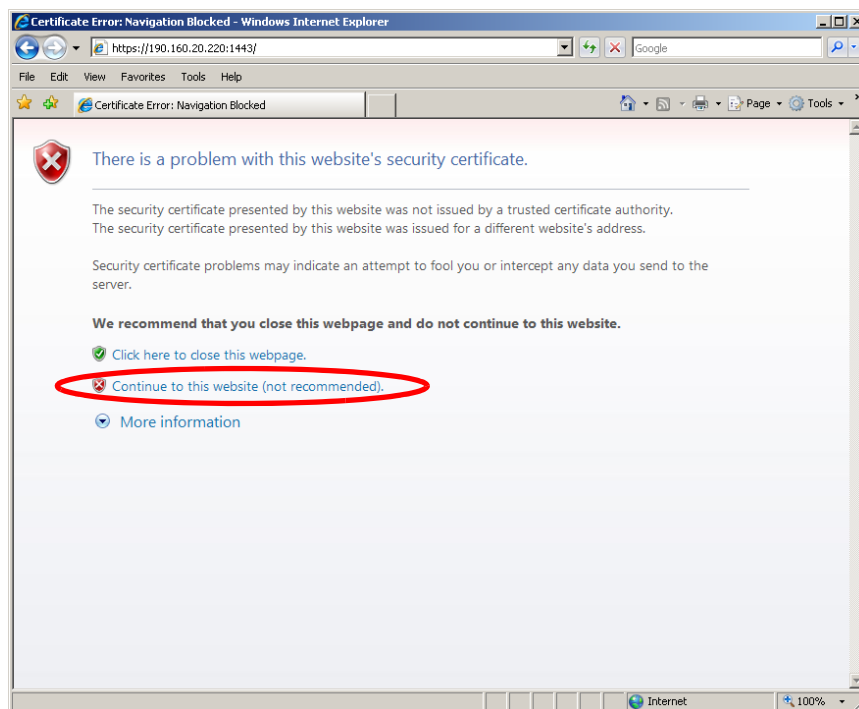 Certificate Error: Navigation Blocked - Windows Internet Explorer
https://190.160.20.220:1443/
Google
File Edit View Favorites Tools Help
Certificate Error: Navigation Blocked
Page
Tools
There is a problem with this website's security certificate.
The security certificate presented by this website was not issued by a trusted certificate authority.
The security certificate presented by this website was issued for a different website's address.
Security certificate problems may indicate an attempt to fool you or intercept any data you send to the
server.
We recommend that you close this webpage and do not continue to this website.
Click here to close this webpage.
Continue to this website (not recommended).
More information
Internet
100%